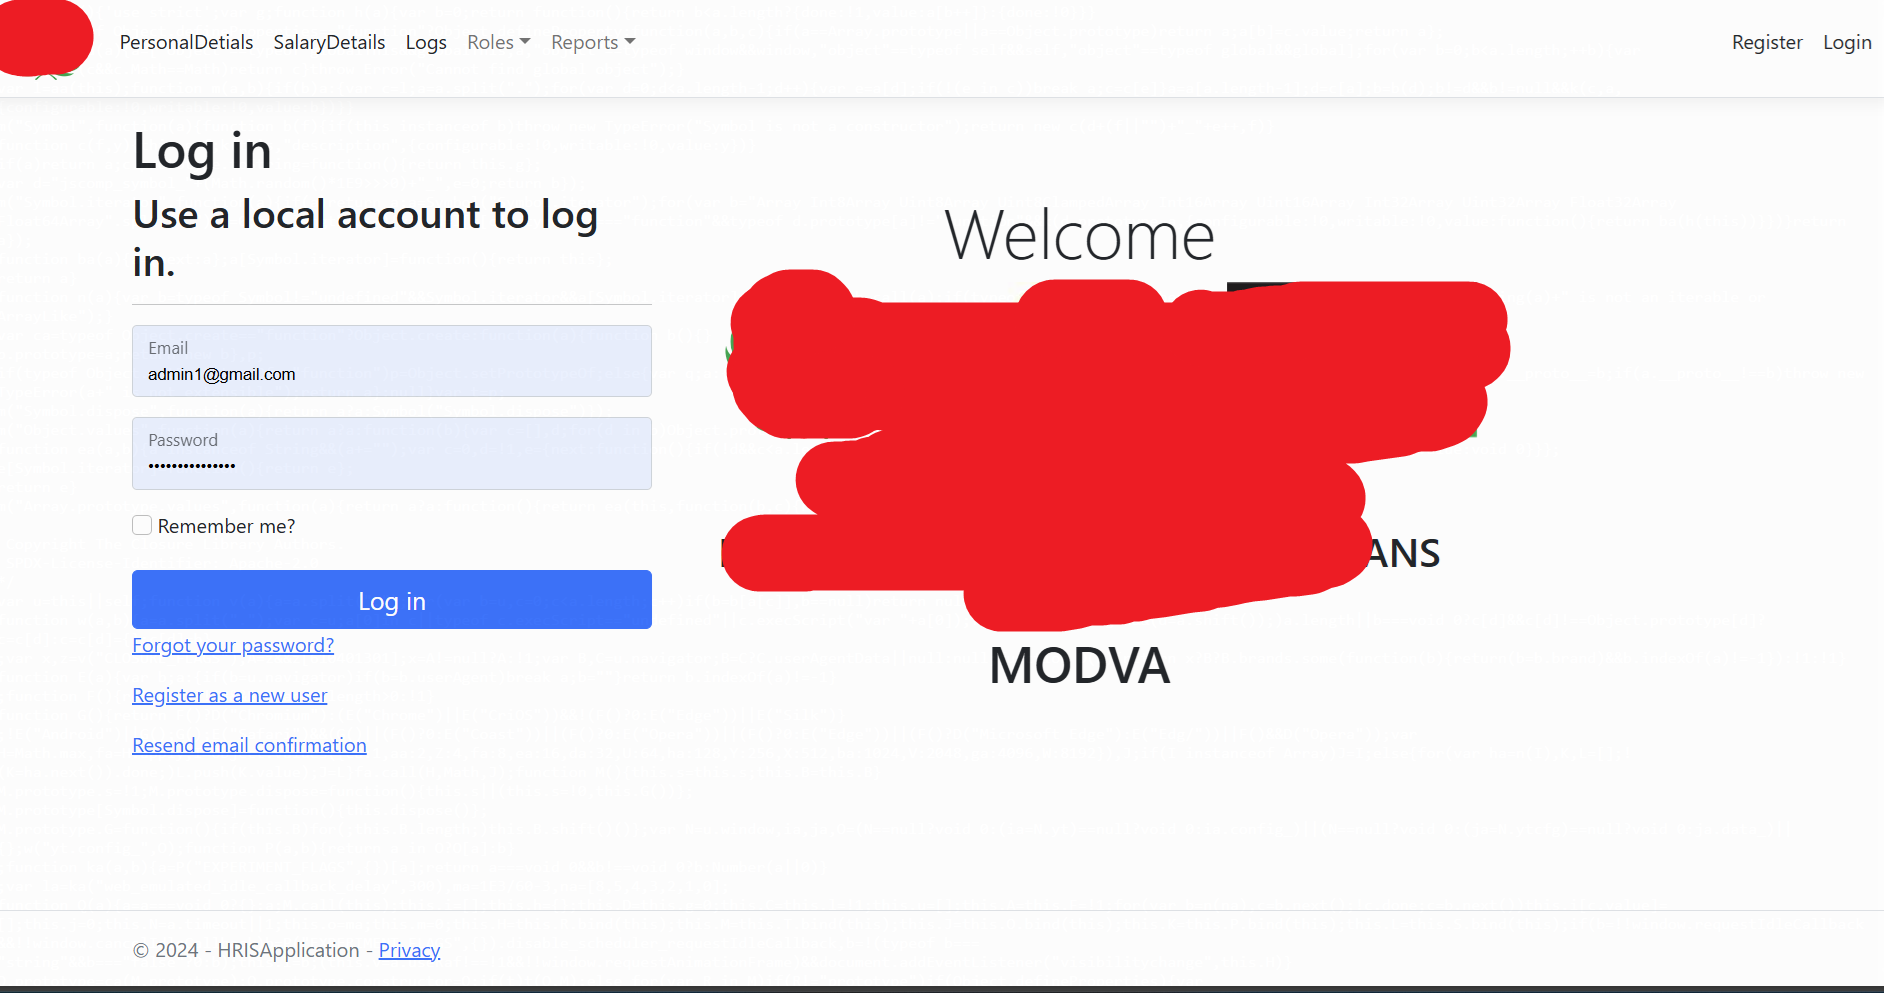 PersonalDetials SalaryDetails Logs Roles Reports Register Login
Log in
Use a local account to log
in.
Email
admin1@gmail.com
Password
Remember me?
Log in
Forgot your password?
Register as a new user
Resend email confirmation
Welcome
ANS
MODVA
© 2024 - HRISApplication - Privacy